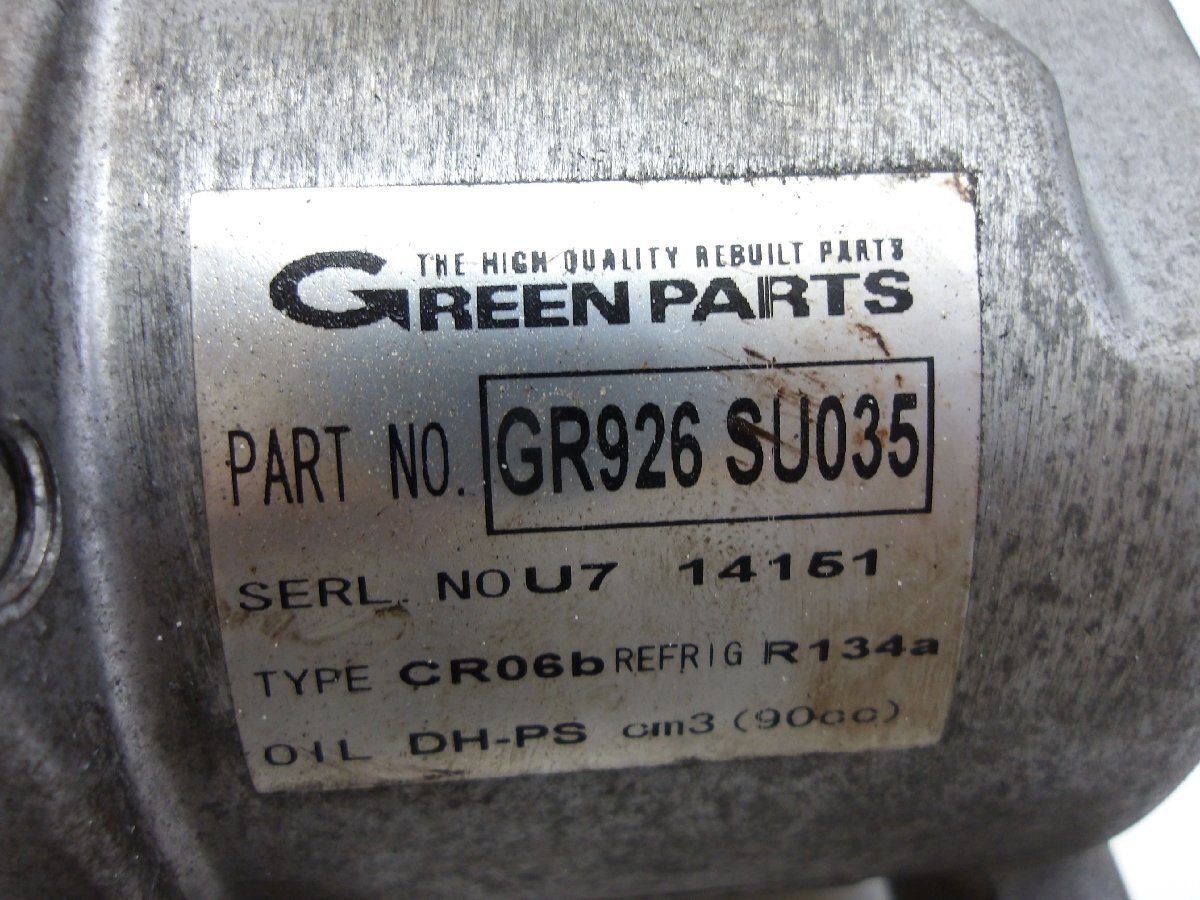 THE HIGH QUALITY REBUILT PARTS
GREEN PARTS
PART NO. GR926 SU035
SERL. NO U7 14151
TYPE CR06b REFRIG R134a
OIL DH-PS cm3 (90cc)